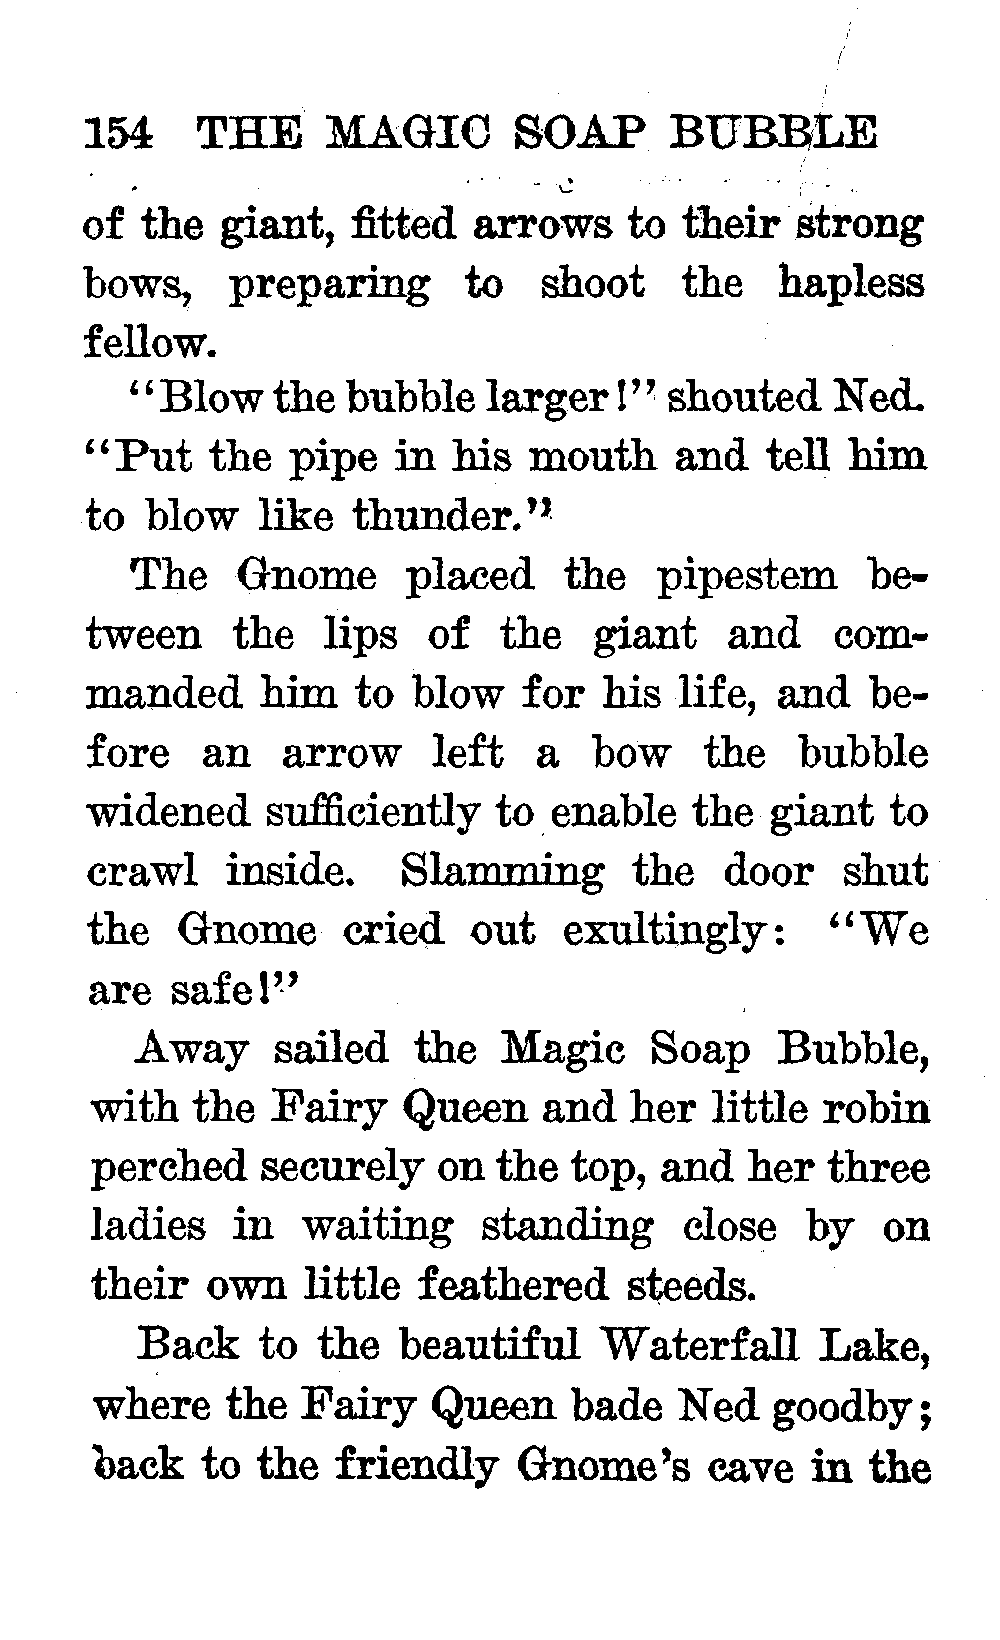 154 THE MAGIC SOAP BUBBLE
of the giant, fitted arrows to their strong
bows, preparing to shoot the hapless
fellow.
"Blow the bubble larger!" shouted Ned.
"Put the pipe in his mouth and tell him
to blow like thunder."
The Gnome placed the pipestem be-
tween the lips of the giant and com-
manded him to blow for his life, and be-
fore an arrow left a bow the bubble
widened sufficiently to enable the giant to
crawl inside. Slamming the door shut
the Gnome cried out exultingly: "We
are safe!"
Away sailed the Magic Soap Bubble,
with the Fairy Queen and her little robin
perched securely on the top, and her three
ladies in waiting standing close by on
their own little feathered steeds.
Back to the beautiful Waterfall Lake,
where the Fairy Queen bade Ned goodby;
back to the friendly Gnome's cave in the